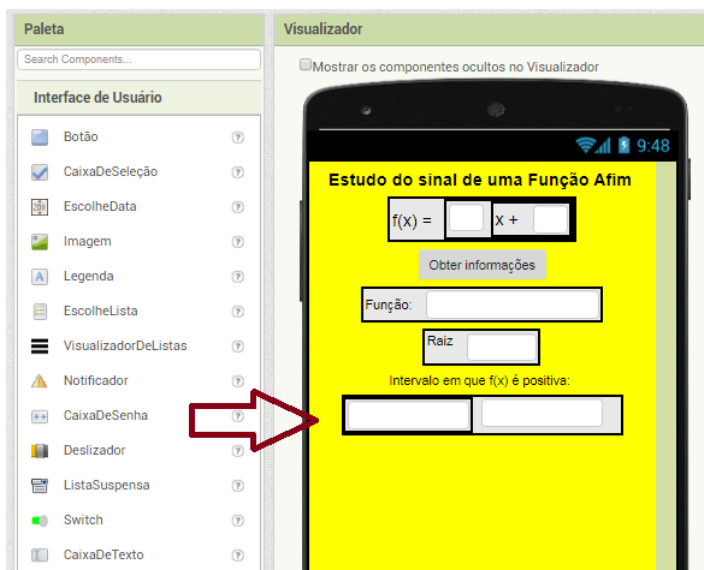 Paleta
Search Components...
Interface de Usuário
Botão
CaixaDeSeleção
EscolheData
Imagem
Legenda
EscolheLista
VisualizadorDeListas
Notificador
CaixaDeSenha
Deslizador
ListaSuspensa
Switch
CaixaDeTexto
Visualizador
Mostrar os componentes ocultos no Visualizador
9:48
Estudo do sinal de uma Função Afim
f(x) = x +
Obter informações
Função:
Raiz
Intervalo em que f(x) é positiva: